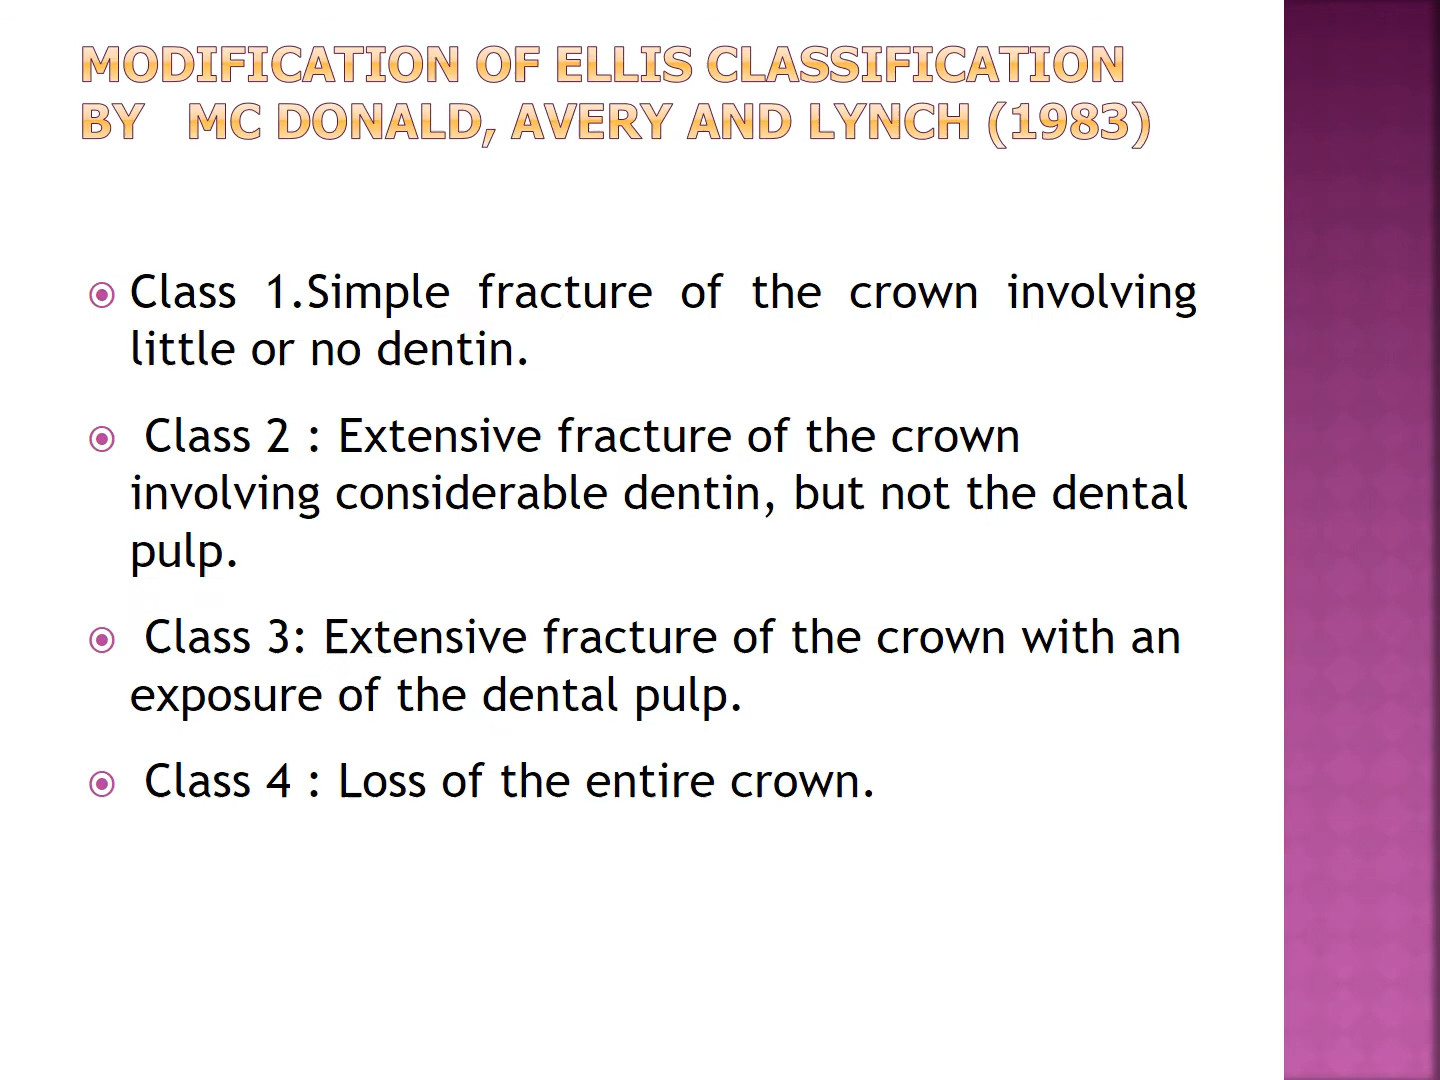 MODIFICATION OF ELLIS CLASSIFICATION
BY MC DONALD, AVERY AND LYNCH (1983)
Class 1.Simple fracture of the crown involving
little or no dentin.
Class 2 : Extensive fracture of the crown
involving considerable dentin, but not the dental
pulp.
Class 3: Extensive fracture of the crown with an
exposure of the dental pulp.
Class 4 : Loss of the entire crown.